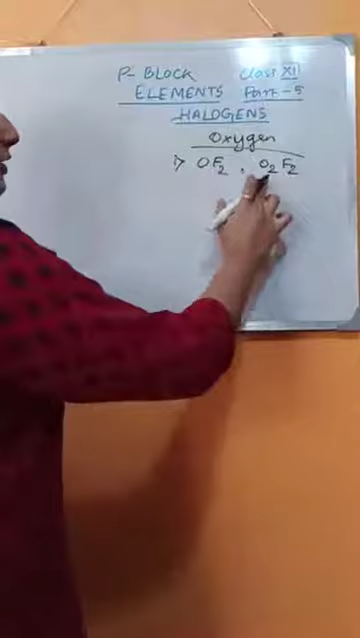 P-BLOCK Class XI
ELEMENTS Part-5
HALOGENS
Oxygen
OF₂, O₂F₂